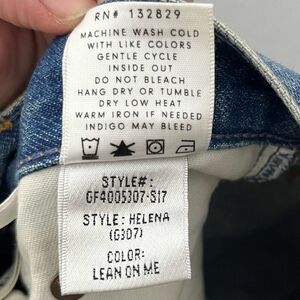 RN# 132829
MACHINE WASH COLD
WITH LIKE COLORS
GENTLE CYCLE
INSIDE OUT
DO NOT BLEACH
HANG DRY OR TUMBLE
DRY LOW HEAT
WARM IRON IF NEEDED
INDIGO MAY BLEED
STYLE#:
GF4005307-S17
STYLE: HELENA
(G307)
COLOR:
LEAN ON ME